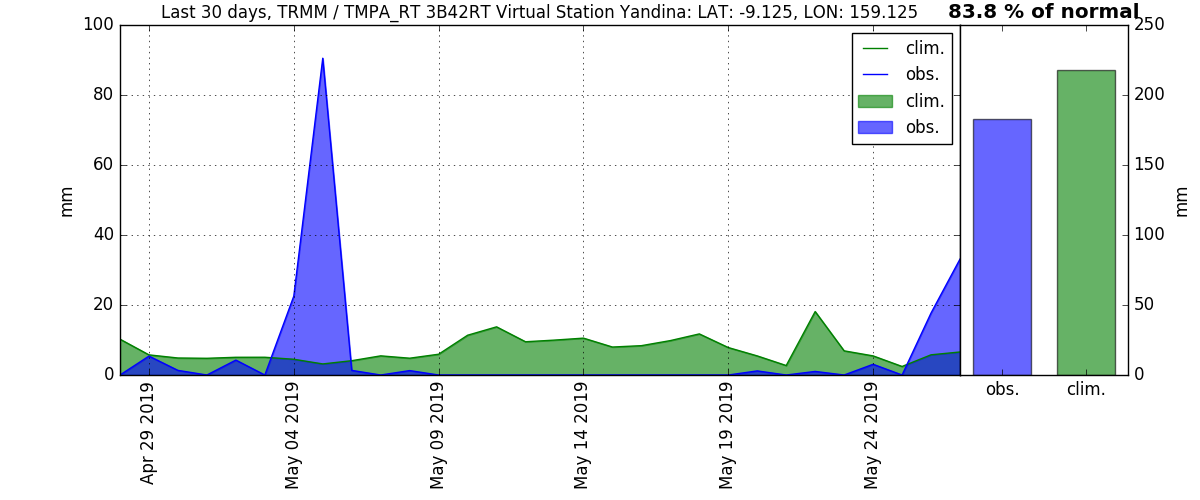 Last 30 days, TRMM / TMPA_RT 3B42RT Virtual Station Yandina: LAT: -9.125, LON: 159.125
83.8 % of normal
100
80
60
40
20
0
mm
clim.
obs.
clim.
obs.
250
200
150
100
50
0
mm
Apr 29 2019
May 04 2019
May 09 2019
May 14 2019
May 19 2019
May 24 2019
obs.
clim.